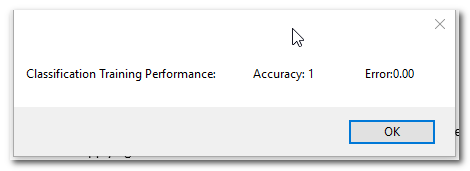 Classification Training Performance: Accuracy: 1 Error:0.00
OK